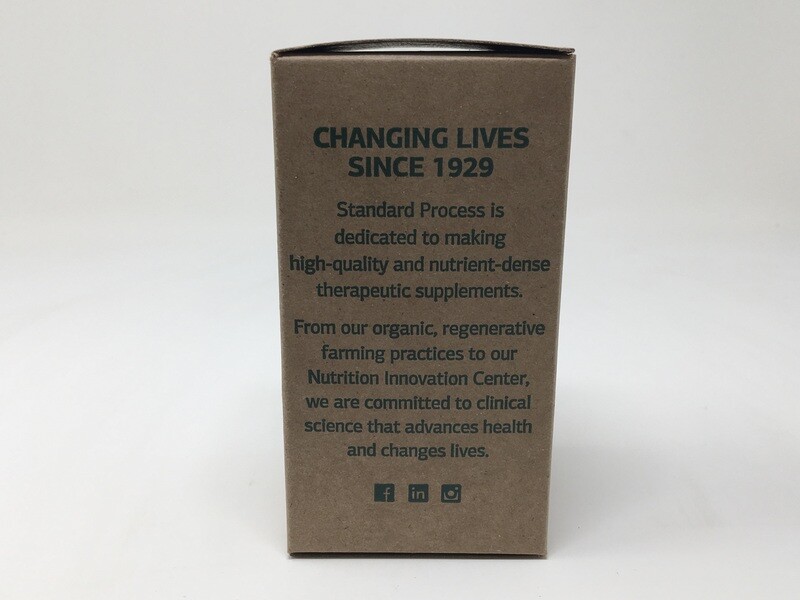 CHANGING LIVES
SINCE 1929
Standard Process is
dedicated to making
high-quality and nutrient-dense
therapeutic supplements.
From our organic, regenerative
farming practices to our
Nutrition Innovation Center,
we are committed to clinical
science that advances health
and changes lives.
f in